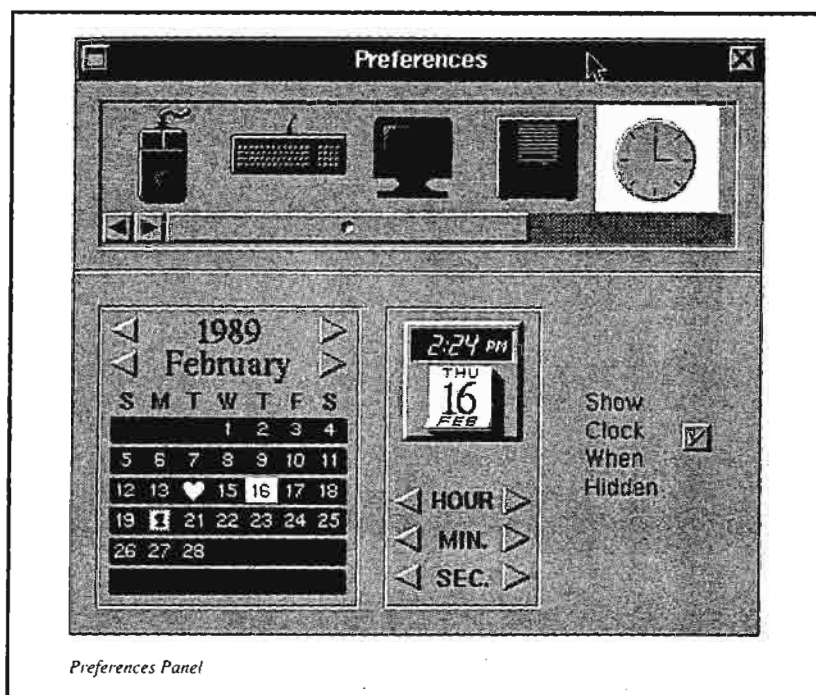 Preferences
1989
February
S M T W T F S
1 2 3 4
5 6 7 8 9 10 11
12 13 15 16 17 18
19 21 22 23 24 25
26 27 28
2:24 PM
THU
16
FEB
HOUR
MIN.
SEC.
Show
Clock
When
Hidden
Preferences Panel